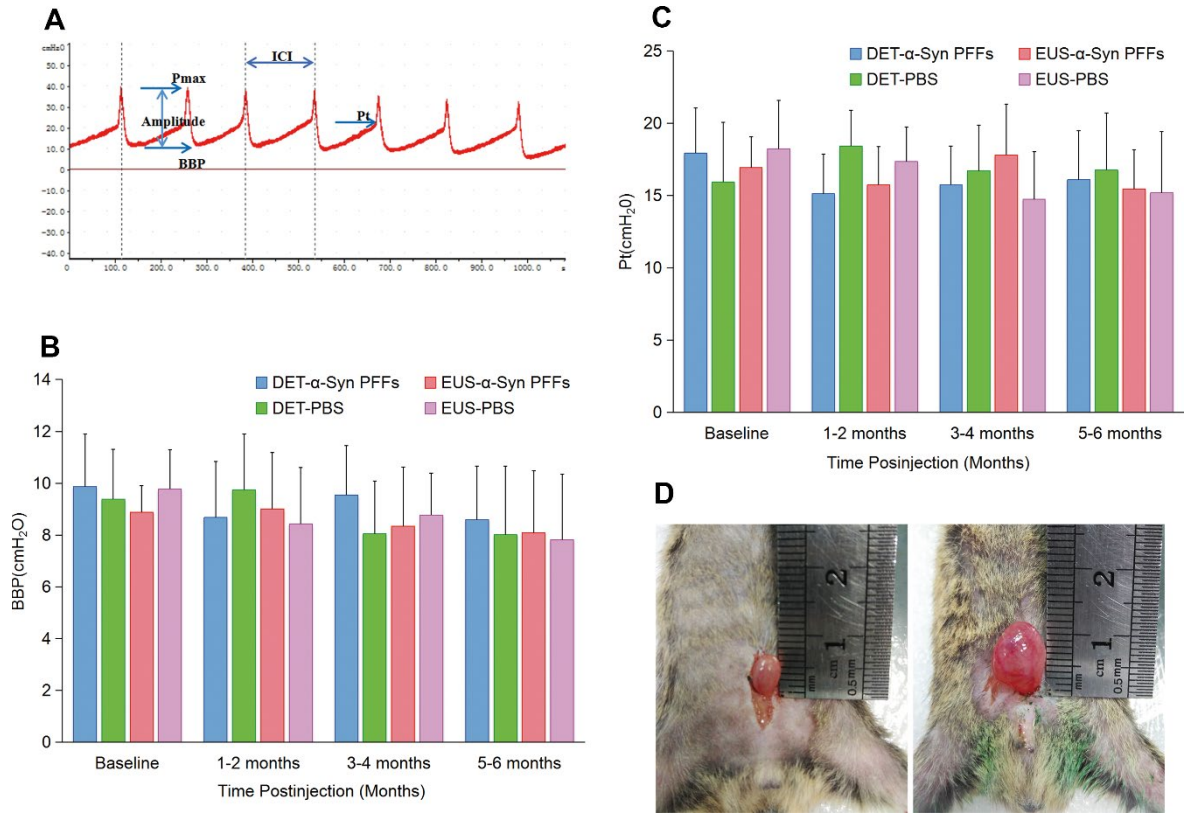 A
cmH2O
50.0
40.0
30.0
20.0
10.0
0.0
-10.0
-20.0
-30.0
-40.0
Pmax
Amplitude
BBP
ICI
Pt
0 100.0 200.0 300.0 400.0 500.0 600.0 700.0 800.0 900.0 1000.0 s
B
14
12
10
8
6
4
2
0
BBP(cmH2O)
DET-α-Syn PFFs EUS-α-Syn PFFs
DET-PBS EUS-PBS
Baseline 1-2 months 3-4 months 5-6 months
Time Postinjection (Months)
C
25
20
15
10
5
0
Pt(cmH20)
DET-α-Syn PFFs EUS-α-Syn PFFs
DET-PBS EUS-PBS
Baseline 1-2 months 3-4 months 5-6 months
Time Posinjection (Months)
D
2
1
mm
cm
0.5mm
2
1
mm
cm
0.5mm